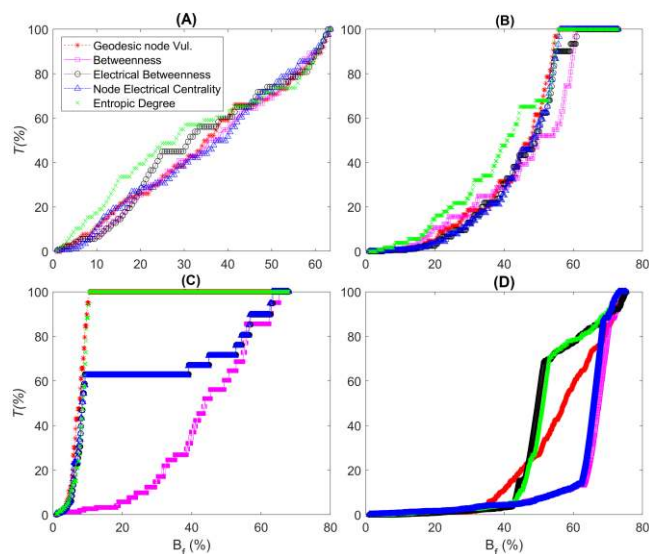 (A)
(B)
Geodesic node Vul.
Betweenness
Electrical Betweenness
Node Electrical Centrality
Entropic Degree
T(%)
100
80
60
40
20
0
0 10 20 30 40 50 60
100
80
60
40
20
0
0 20 40 60 80
(C)
(D)
T(%)
100
80
60
40
20
0
0 20 40 60 80
Bf (%)
100
80
60
40
20
0
0 20 40 60 80
Bf (%)